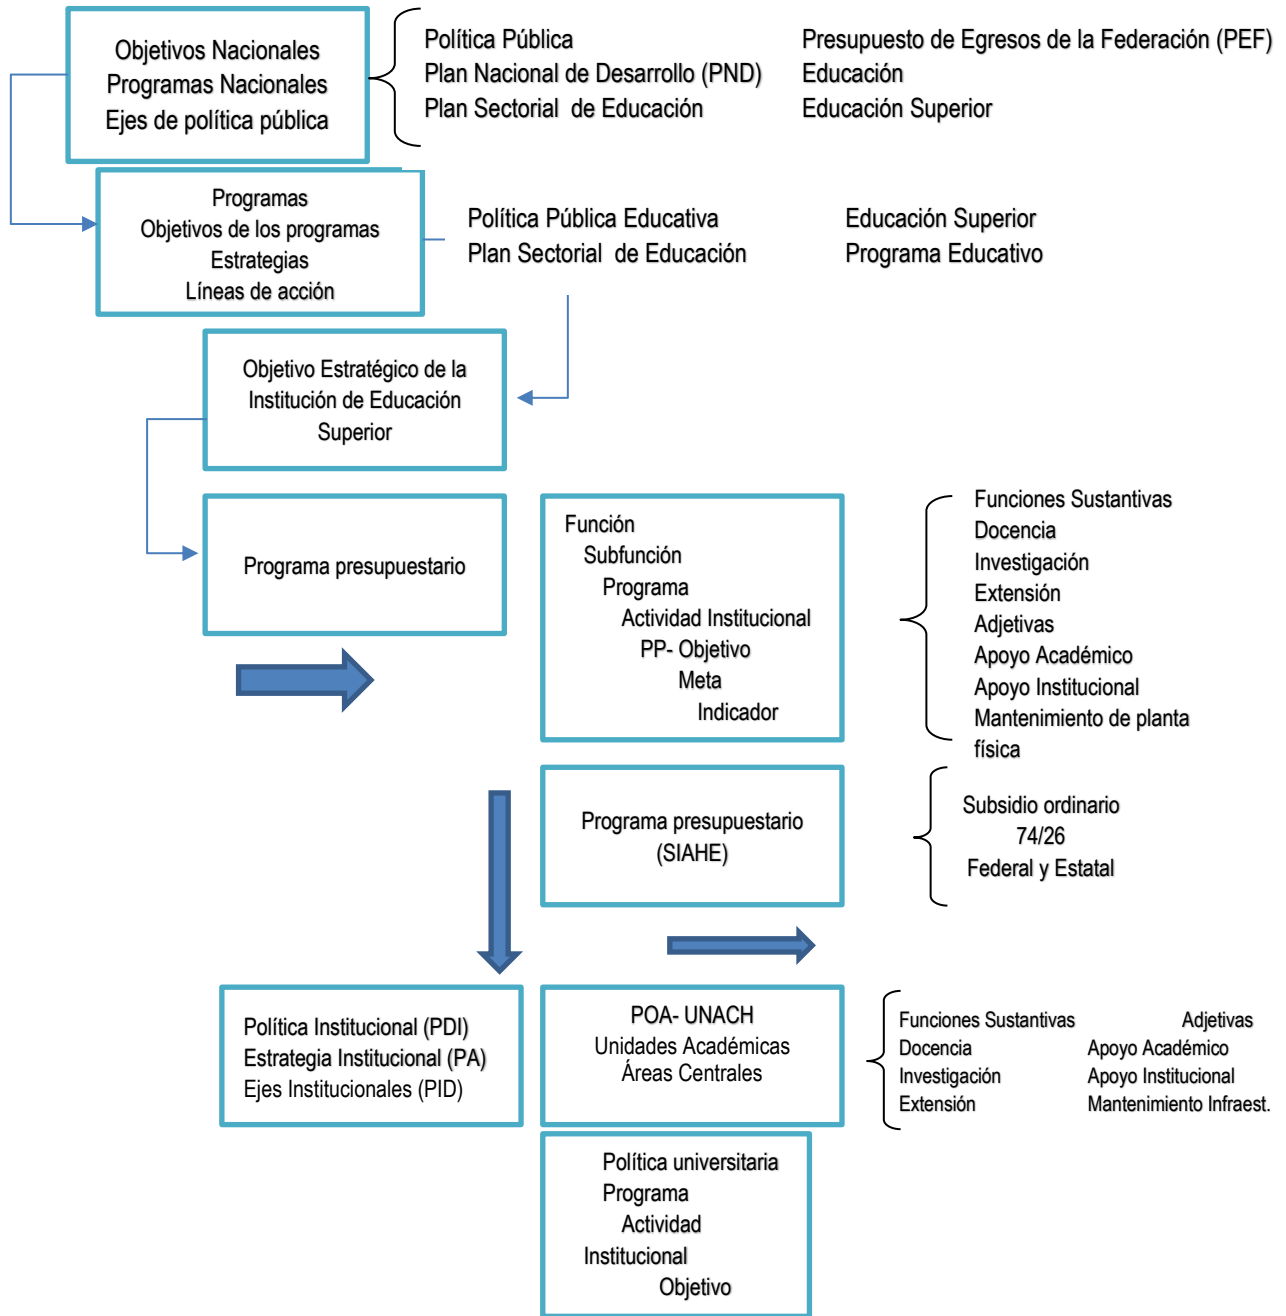 Objetivos Nacionales
Programas Nacionales
Ejes de política pública
Política Pública
Plan Nacional de Desarrollo (PND)
Plan Sectorial de Educación
Presupuesto de Egresos de la Federación (PEF)
Educación
Educación Superior
Programas
Objetivos de los programas
Estrategias
Líneas de acción
Política Pública Educativa
Plan Sectorial de Educación
Educación Superior
Programa Educativo
Objetivo Estratégico de la
Institución de Educación
Superior
Programa presupuestario
Función
Subfunción
Programa
Actividad Institucional
PP- Objetivo
Meta
Indicador
Funciones Sustantivas
Docencia
Investigación
Extensión
Adjetivas
Apoyo Académico
Apoyo Institucional
Mantenimiento de planta
física
Programa presupuestario
(SIAHE)
Subsidio ordinario
74/26
Federal y Estatal
Política Institucional (PDI)
Estrategia Institucional (PA)
Ejes Institucionales (PID)
POA- UNACH
Unidades Académicas
Áreas Centrales
Funciones Sustantivas
Docencia
Investigación
Extensión
Adjetivas
Apoyo Académico
Apoyo Institucional
Mantenimiento Infraest.
Política universitaria
Programa
Actividad
Institucional
Objetivo